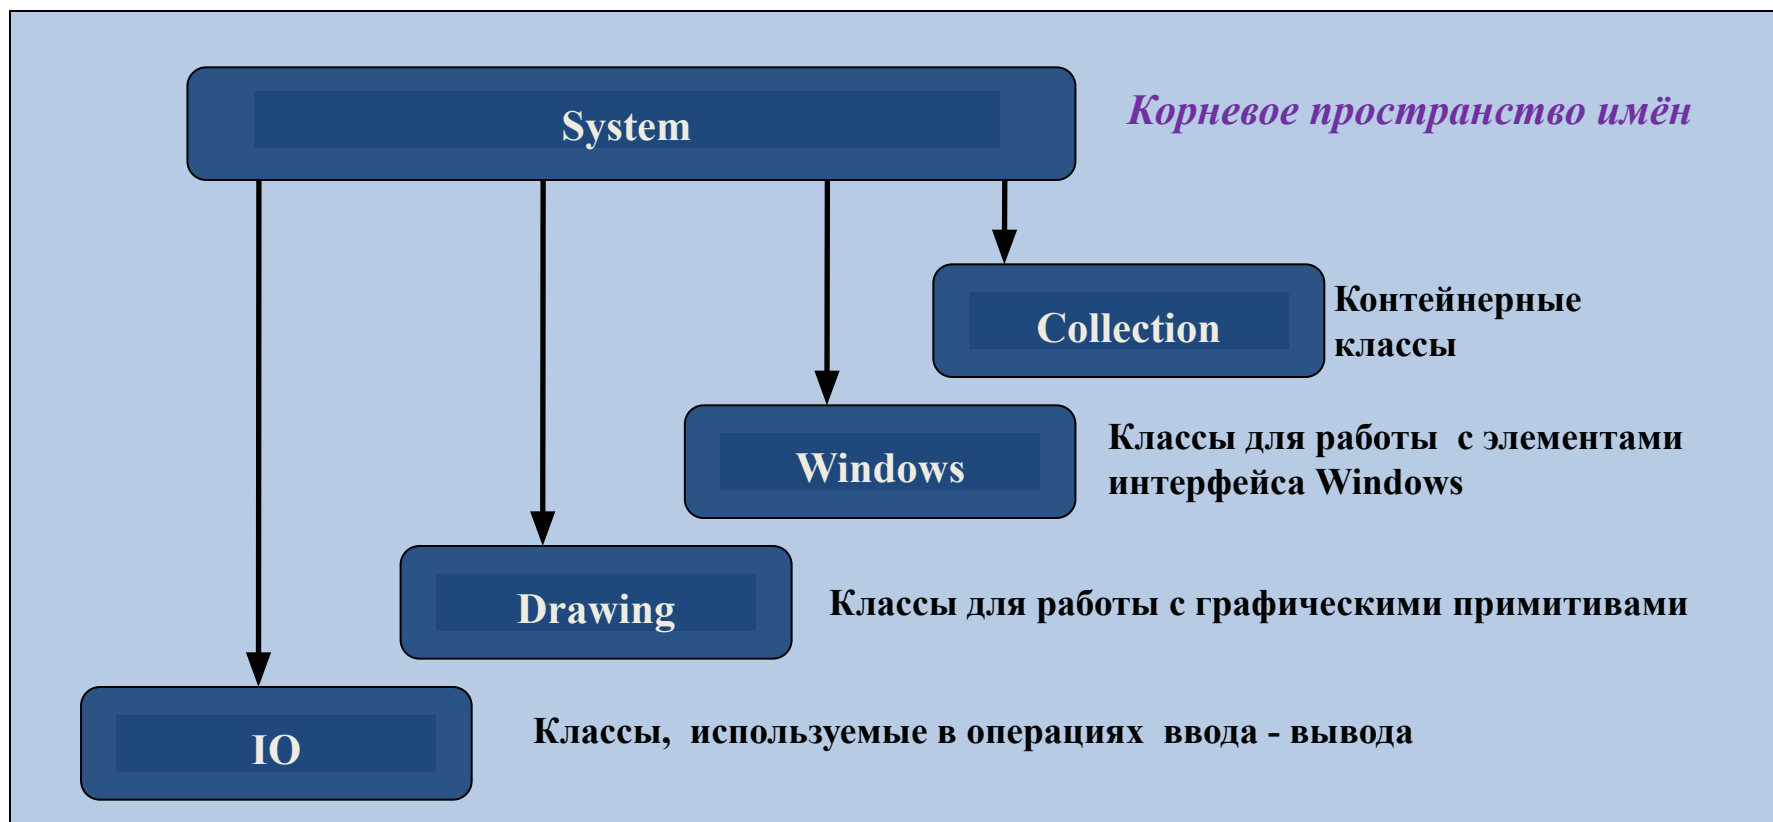 System
Корневое пространство имён
Collection
Контейнерные
классы
Windows
Классы для работы с элементами
интерфейса Windows
Drawing
Классы для работы с графическими примитивами
IO
Классы, используемые в операциях ввода - вывода